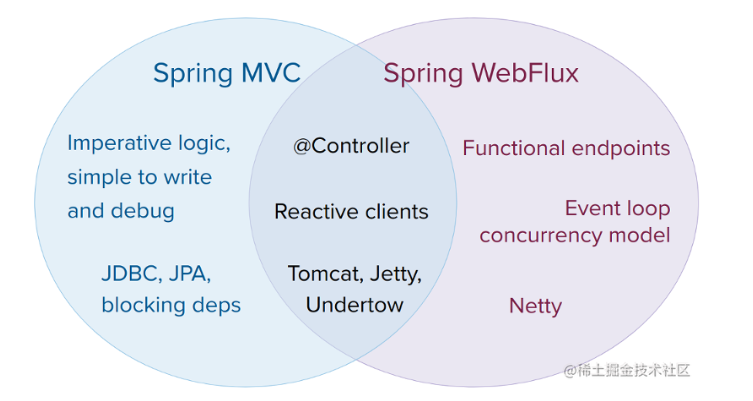 Spring MVC
Spring WebFlux
Imperative logic,
simple to write
and debug
JDBC, JPA,
blocking deps
@Controller
Reactive clients
Tomcat, Jetty,
Undertow
Functional endpoints
Event loop
concurrency model
Netty
@稀土掘金技术社区